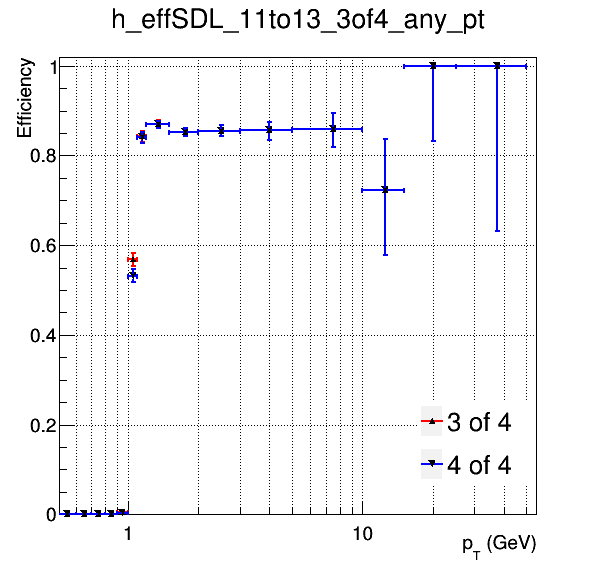 h_effSDL_11to13_3of4_any_pt
Efficiency
1
0.8
0.6
0.4
0.2
0
3 of 4
4 of 4
1
10
p_T (GeV)